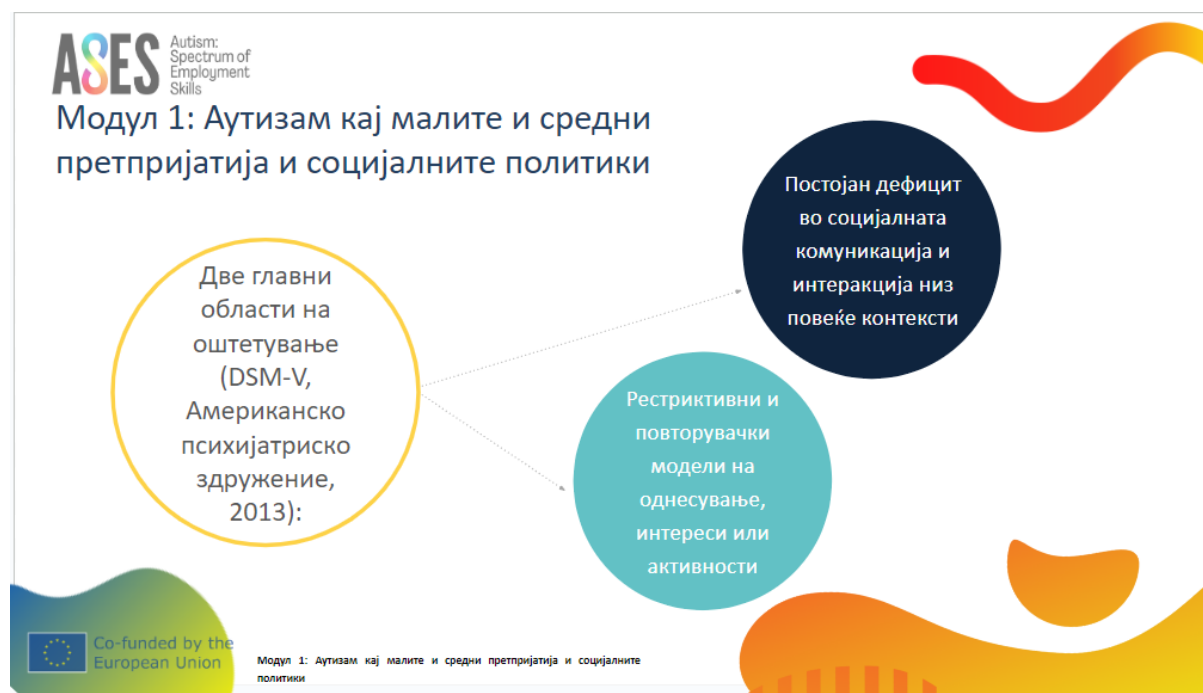 ASES
Autism:
Spectrum of
Employment
Skills
Модул 1: Аутизам кај малите и средни
претпријатија и социјалните политики
Две главни
области на
оштетување
(DSM-V,
Американско
психијатриско
здружение,
2013):
Постојан дефицит
во социјалната
комуникација и
интеракција низ
повеќе контексти
Рестриктивни и
повторувачки
модели на
однесување,
интереси или
активности
Co-funded by the
European Union
Модул 1: Аутизам кај малите и средни претпријатија и социјалните
политики